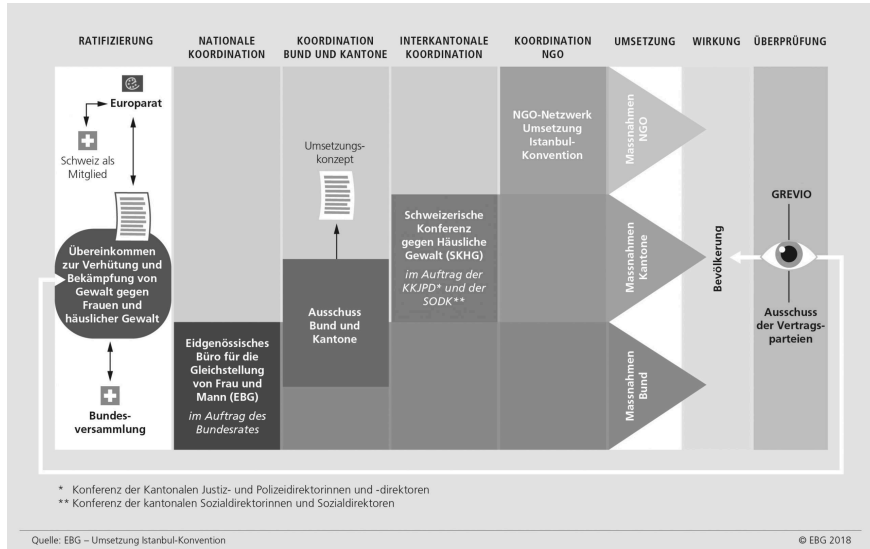 RATIFIZIERUNG
NATIONALE
KOORDINATION
KOORDINATION
BUND UND KANTONE
INTERKANTONALE
KOORDINATION
KOORDINATION
NGO
UMSETZUNG
WIRKUNG
ÜBERPRÜFUNG
Europarat
Schweiz als
Mitglied
Übereinkommen
zur Verhütung und
Bekämpfung von
Gewalt gegen
Frauen und
häuslicher Gewalt
Bundes-
versammlung
Eidgenössisches
Büro für die
Gleichstellung
von Frau und
Mann (EBG)
im Auftrag des
Bundesrates
Umsetzungs-
konzept
Ausschuss
Bund und
Kantone
Schweizerische
Konferenz
gegen Häusliche
Gewalt (SKHG)
im Auftrag der
KKJPD* und der
SODK**
NGO-Netzwerk
Umsetzung
Istanbul-
Konvention
Massnahmen
NGO
Massnahmen
Kantone
Massnahmen
Bund
Bevölkerung
GREVIO
Ausschuss
der Vertrags-
parteien
* Konferenz der Kantonalen Justiz- und Polizeidirektorinnen und -direktoren
** Konferenz der kantonalen Sozialdirektorinnen und Sozialdirektoren
Quelle: EBG – Umsetzung Istanbul-Konvention
© EBG 2018